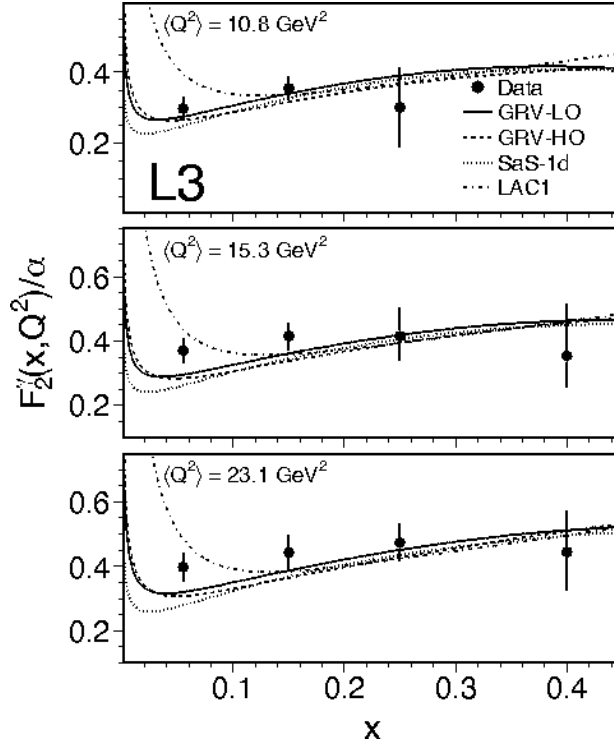 ⟨Q²⟩ = 10.8 GeV²
0.4
0.2
Data
GRV-LO
GRV-HO
SaS-1d
LAC1
L3
⟨Q²⟩ = 15.3 GeV²
0.6
0.4
0.2
F₂ᵞ(x,Q²)/α
⟨Q²⟩ = 23.1 GeV²
0.6
0.4
0.2
0.1 0.2 0.3 0.4
x